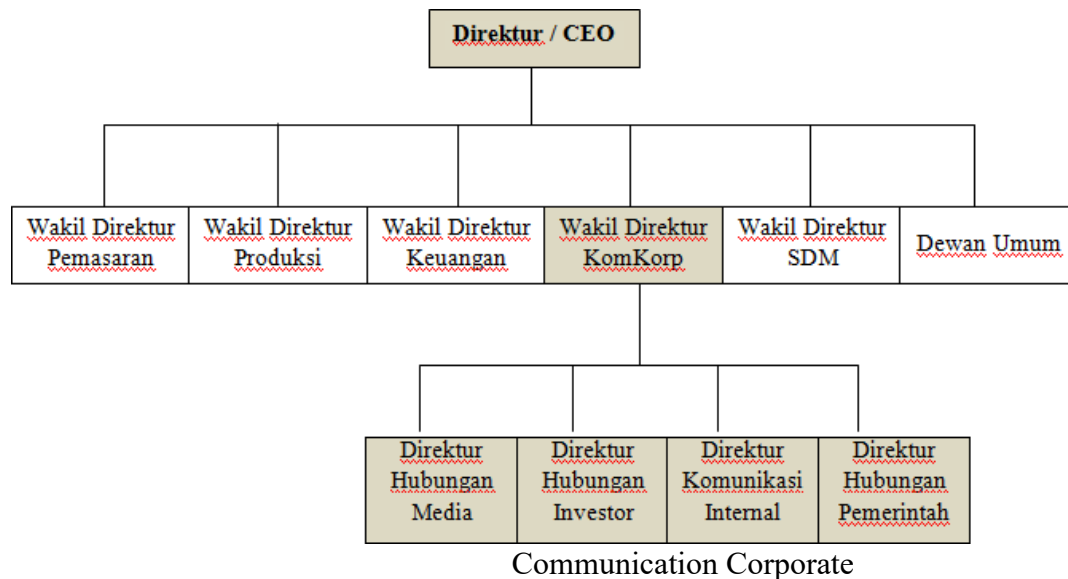 Direktur / CEO
Wakil Direktur
Pemasaran
Wakil Direktur
Produksi
Wakil Direktur
Keuangan
Wakil Direktur
KomKorp
Wakil Direktur
SDM
Dewan Umum
Direktur
Hubungan
Media
Direktur
Hubungan
Investor
Direktur
Komunikasi
Internal
Direktur
Hubungan
Pemerintah
Communication Corporate